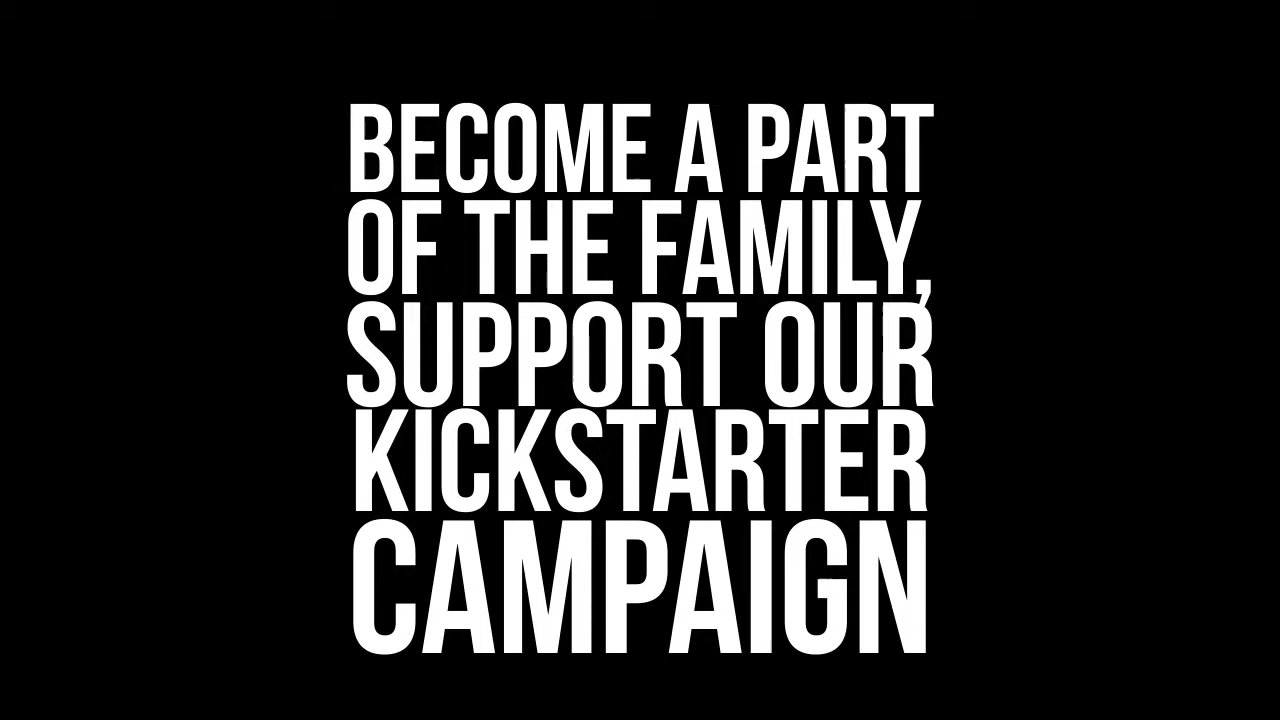 BECOME A PART
OF THE FAMILY,
SUPPORT OUR
KICKSTARTER
CAMPAIGN